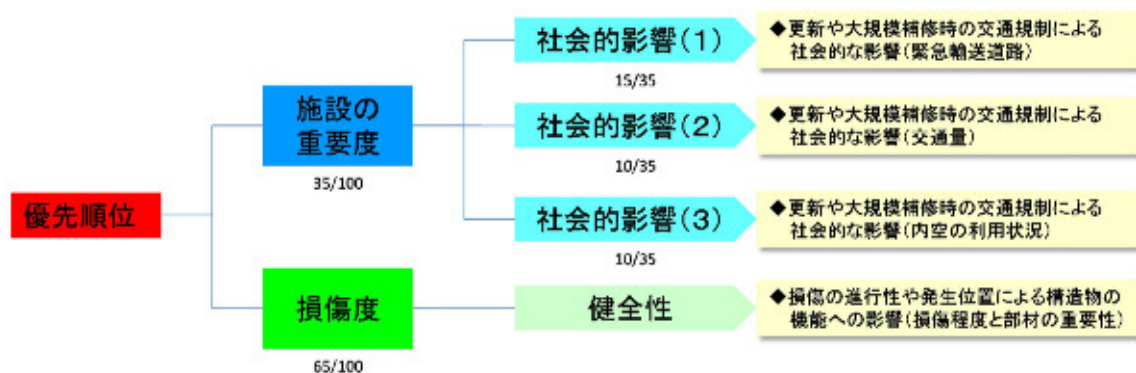 優先順位
施設の
重要度
35/100
損傷度
65/100
社会的影響(1)
15/35
◆更新や大規模補修時の交通規制による
社会的な影響(緊急輸送道路)
社会的影響(2)
10/35
◆更新や大規模補修時の交通規制による
社会的な影響(交通量)
社会的影響(3)
10/35
◆更新や大規模補修時の交通規制による
社会的な影響(内空の利用状況)
健全性
◆損傷の進行性や発生位置による構造物の
機能への影響(損傷程度と部材の重要性)